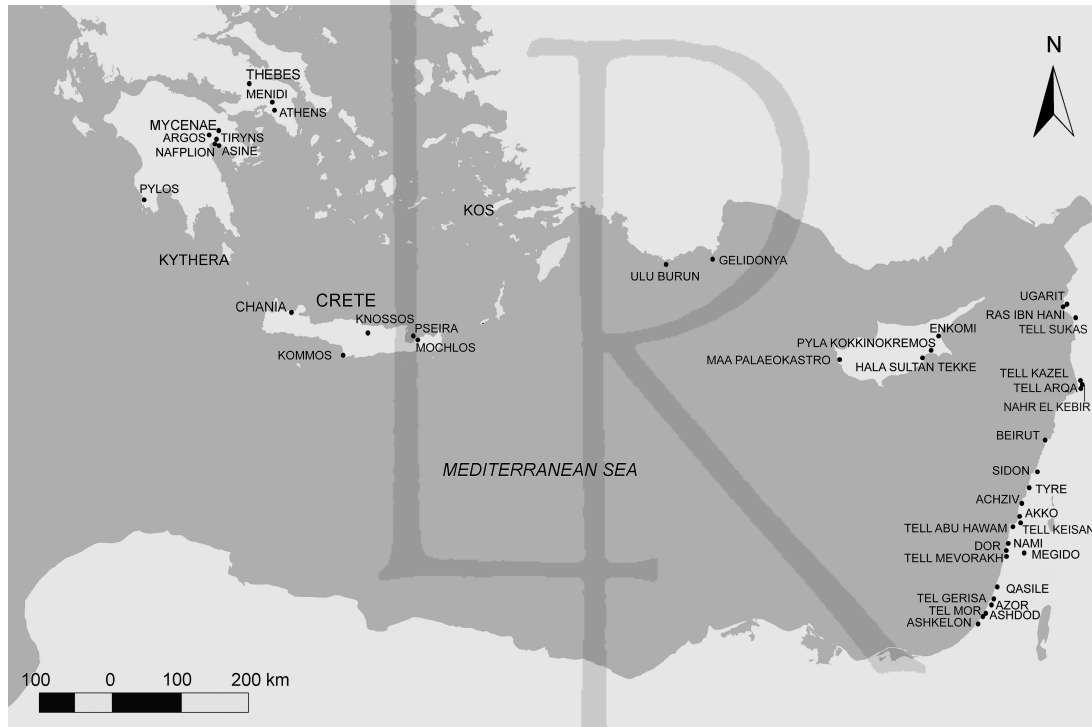 N
THEBES
MENIDI
ATHENS
MYCENAE
ARGOS
TIRYNS
NAFPLION
ASINE
PYLOS
KOS
KYTHERA
ULU BURUN
GELIDONYA
CHANIA
CRETE
KNOSSOS
PSEIRA
MOCHLOS
KOMMOS
UGARIT
RAS IBN HANI
TELL SUKAS
ENKOMI
PYLA KOKKINOKREMOS
MAA PALAEOKASTRO
HALA SULTAN TEKKE
TELL KAZEL
TELL ARQA
NAHR EL KEBIR
BEIRUT
MEDITERRANEAN SEA
SIDON
TYRE
ACHZIV
AKKO
TELL ABU HAWAM
TELL KEISAN
NAMI
DOR
MEGIDO
TELL MEVORAKH
QASILE
TEL GERISA
AZOR
TEL MOR
ASHDOD
ASHKELON
100 0 100 200 km
LR